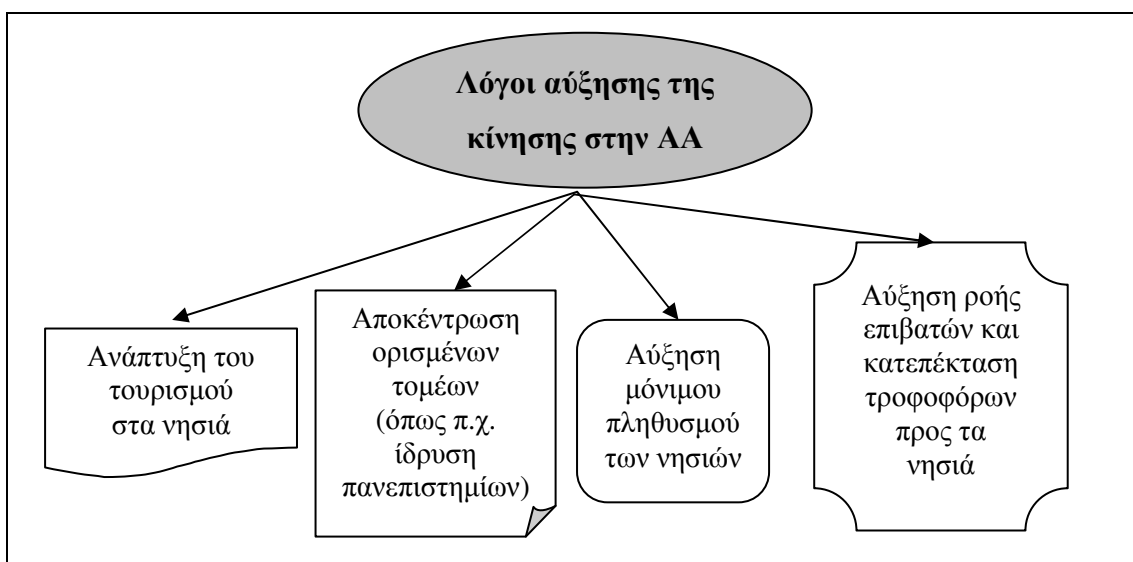 Λόγοι αύξησης της
κίνησης στην ΑΑ
Ανάπτυξη του
τουρισμού
στα νησιά
Αποκέντρωση
ορισμένων
τομέων
(όπως π.χ.
ίδρυση
πανεπιστημίων)
Αύξηση
μόνιμου
πληθυσμού
των νησιών
Αύξηση ροής
επιβατών και
κατεπέκταση
τροφοφόρων
προς τα
νησιά